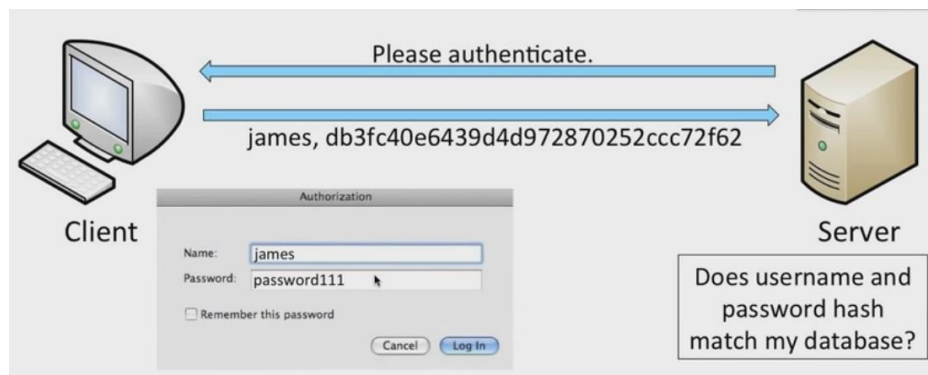 Please authenticate.
james, db3fc40e6439d4d972870252ccc72f62
Client
Server
Authorization
Name: james
Password: password111
Remember this password
Cancel Log In
Does username and
password hash
match my database?